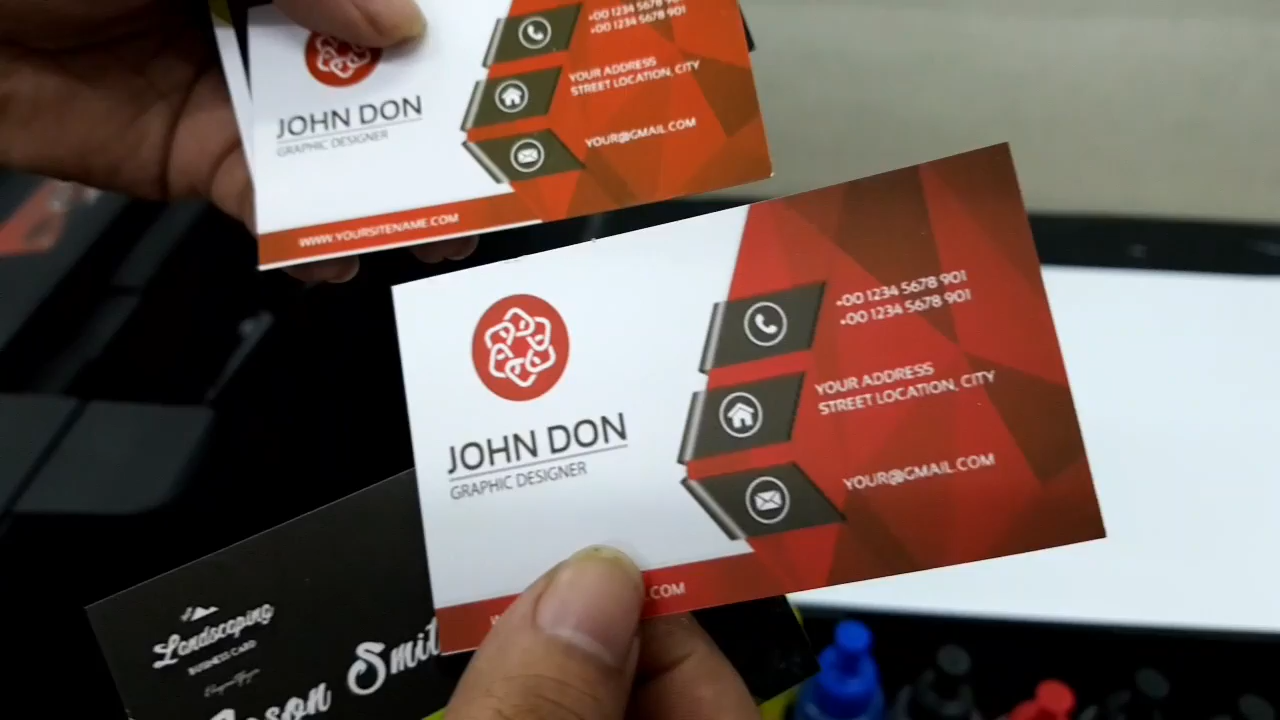 +00 1234 5678 901
+00 1234 5678 901
YOUR ADDRESS
STREET LOCATION, CITY
YOUR@GMAIL.COM
JOHN DON
GRAPHIC DESIGNER
WWW.YOURSITENAME.COM
+00 1234 5678 901
+00 1234 5678 901
YOUR ADDRESS
STREET LOCATION, CITY
YOUR@GMAIL.COM
JOHN DON
GRAPHIC DESIGNER
.COM
Landscaping
BUSINESS CARD
Smit